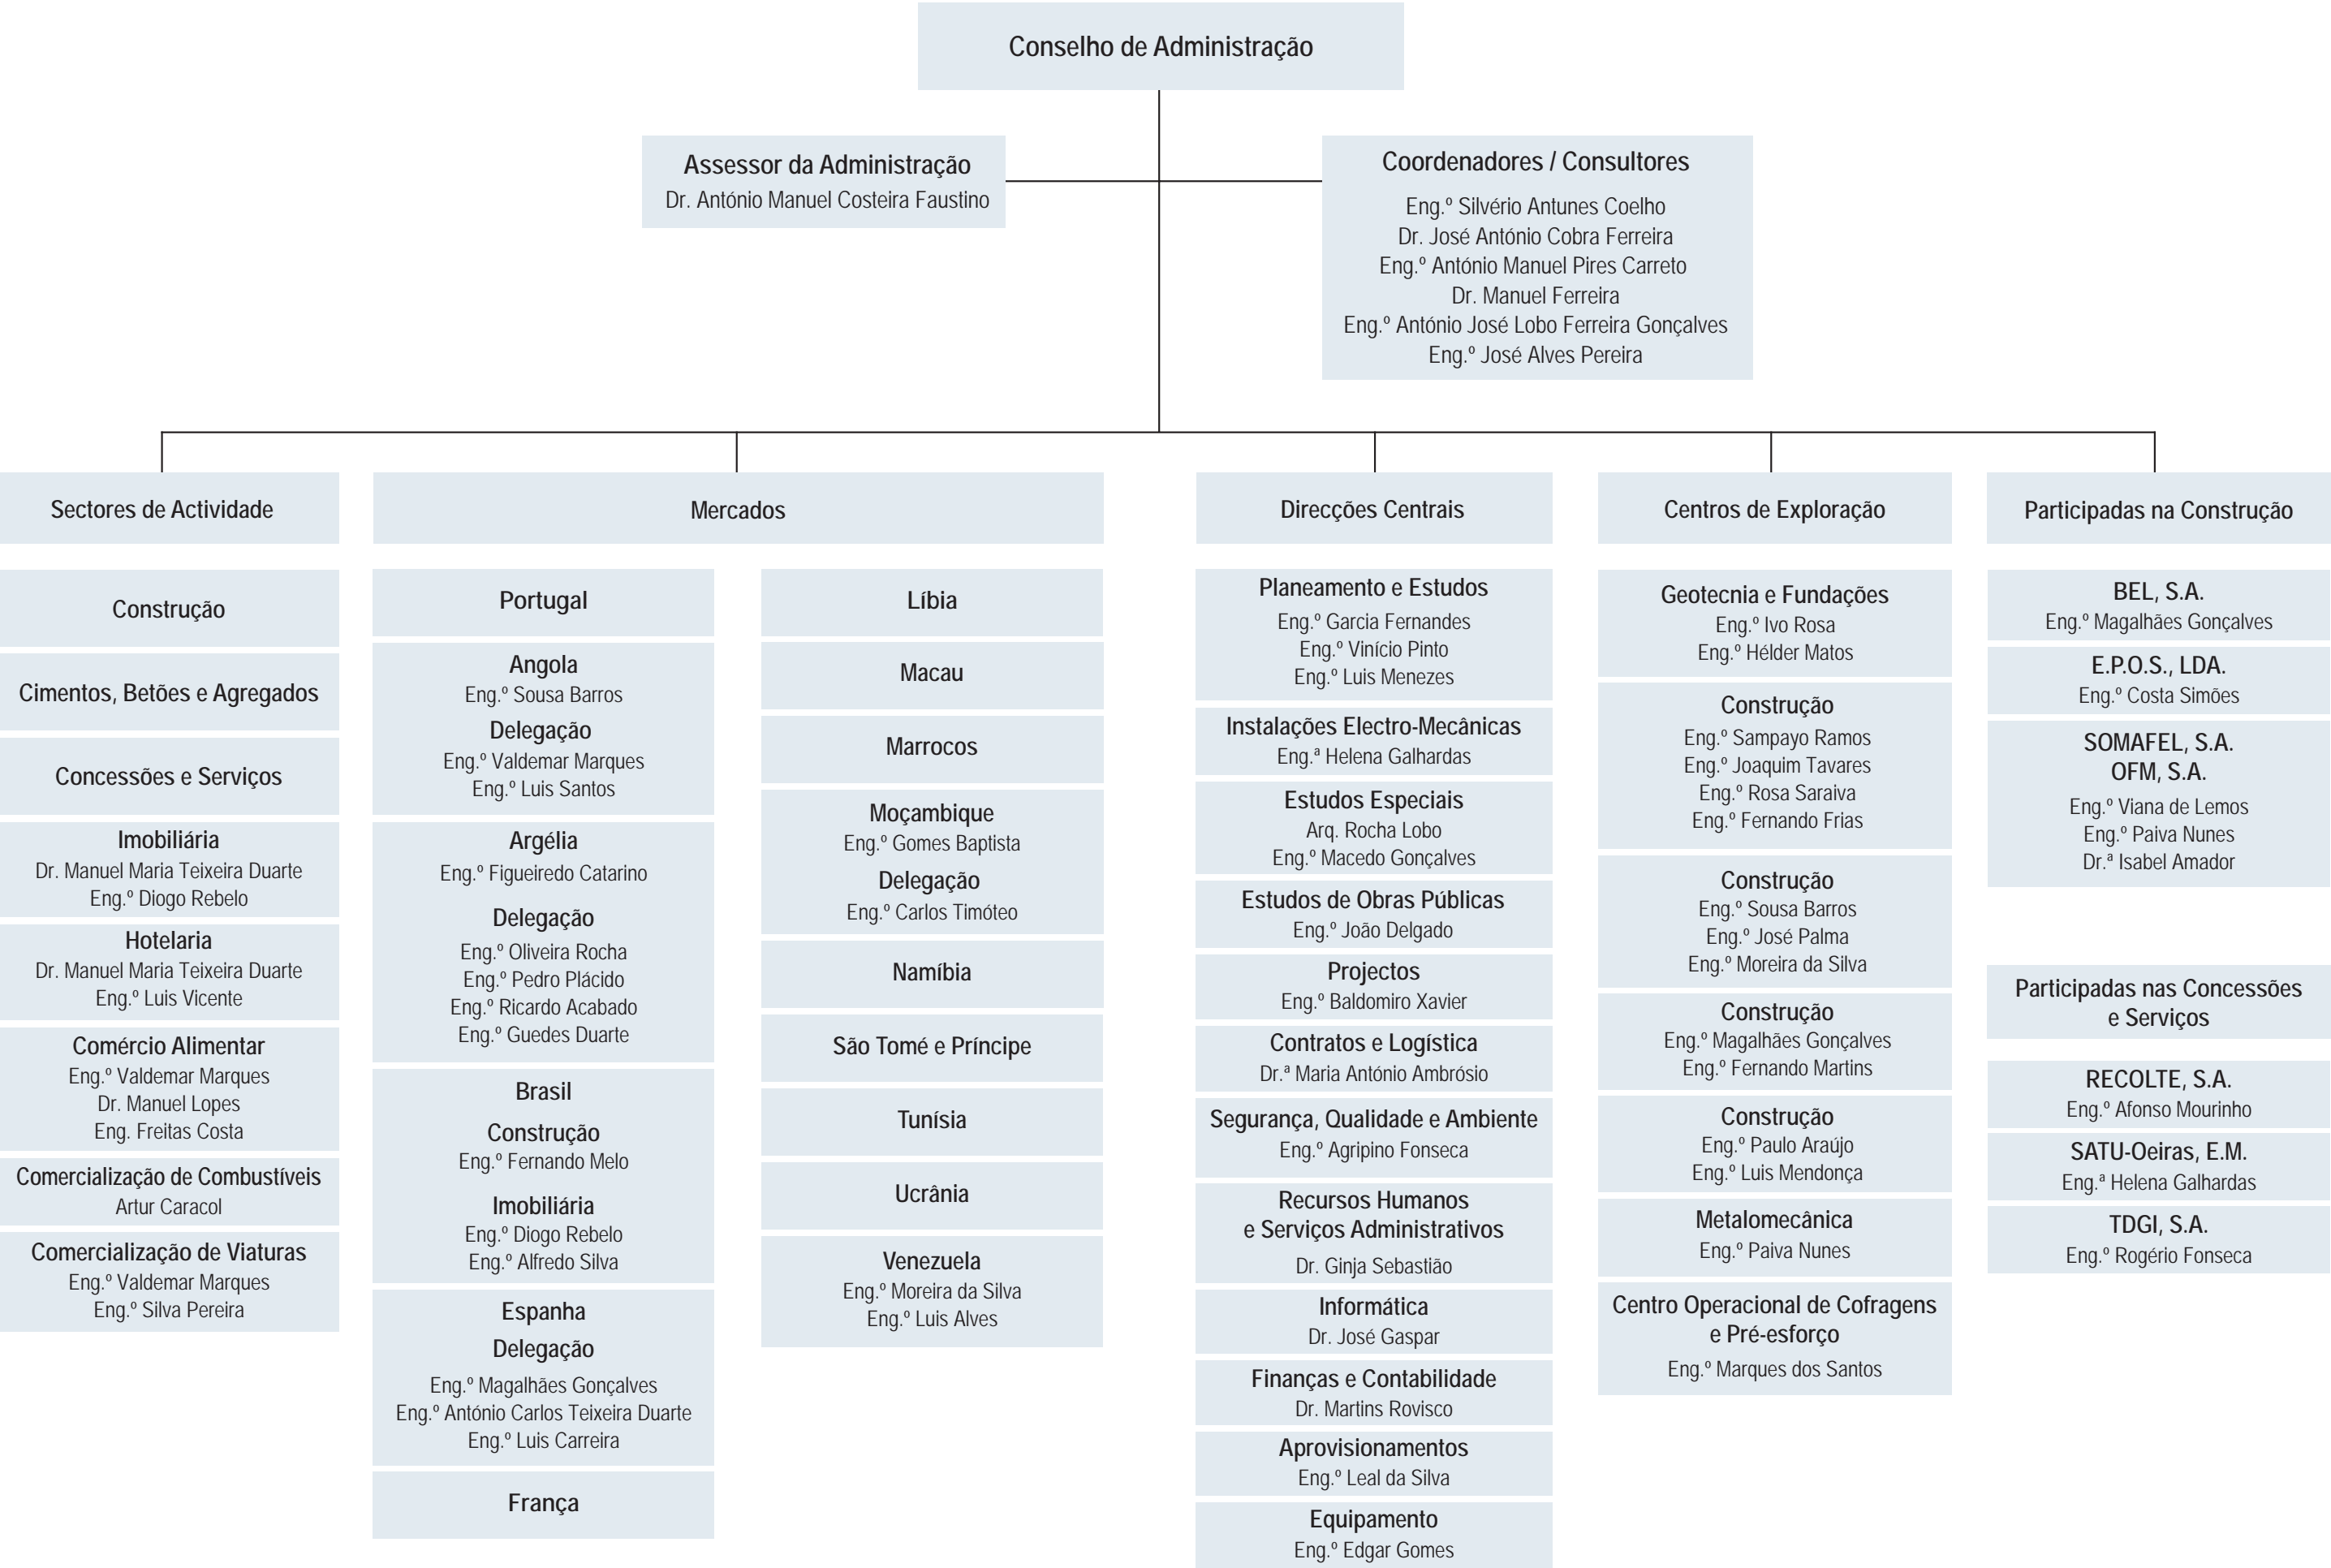 Conselho de Administração
Assessor da Administração
Dr. António Manuel Costeira Faustino
Coordenadores / Consultores
Eng.º Silvério Antunes Coelho
Dr. José António Cobra Ferreira
Eng.º António Manuel Pires Carreto
Dr. Manuel Ferreira
Eng.º António José Lobo Ferreira Gonçalves
Eng.º José Alves Pereira
Sectores de Actividade
Construção
Cimentos, Betões e Agregados
Concessões e Serviços
Imobiliária
Dr. Manuel Maria Teixeira Duarte
Eng.º Diogo Rebelo
Hotelaria
Dr. Manuel Maria Teixeira Duarte
Eng.º Luis Vicente
Comércio Alimentar
Eng.º Valdemar Marques
Dr. Manuel Lopes
Eng. Freitas Costa
Comercialização de Combustíveis
Artur Caracol
Comercialização de Viaturas
Eng.º Valdemar Marques
Eng.º Silva Pereira
Mercados
Portugal
Angola
Eng.º Sousa Barros
Delegação
Eng.º Valdemar Marques
Eng.º Luis Santos
Argélia
Eng.º Figueiredo Catarino
Delegação
Eng.º Oliveira Rocha
Eng.º Pedro Plácido
Eng.º Ricardo Acabado
Eng.º Guedes Duarte
Brasil
Construção
Eng.º Fernando Melo
Imobiliária
Eng.º Diogo Rebelo
Eng.º Alfredo Silva
Espanha
Delegação
Eng.º Magalhães Gonçalves
Eng.º António Carlos Teixeira Duarte
Eng.º Luis Carreira
França
Líbia
Macau
Marrocos
Moçambique
Eng.º Gomes Baptista
Delegação
Eng.º Carlos Timóteo
Namíbia
São Tomé e Príncipe
Tunísia
Ucrânia
Venezuela
Eng.º Moreira da Silva
Eng.º Luis Alves
Direcções Centrais
Planeamento e Estudos
Eng.º Garcia Fernandes
Eng.º Vinício Pinto
Eng.º Luis Menezes
Instalações Electro-Mecânicas
Eng.ª Helena Galhardas
Estudos Especiais
Arq. Rocha Lobo
Eng.º Macedo Gonçalves
Estudos de Obras Públicas
Eng.º João Delgado
Projectos
Eng.º Baldomiro Xavier
Contratos e Logística
Dr.ª Maria António Ambrósio
Segurança, Qualidade e Ambiente
Eng.º Agripino Fonseca
Recursos Humanos
e Serviços Administrativos
Dr. Ginja Sebastião
Informática
Dr. José Gaspar
Finanças e Contabilidade
Dr. Martins Rovisco
Aprovisionamentos
Eng.º Leal da Silva
Equipamento
Eng.º Edgar Gomes
Centros de Exploração
Geotecnia e Fundações
Eng.º Ivo Rosa
Eng.º Hélder Matos
Construção
Eng.º Sampayo Ramos
Eng.º Joaquim Tavares
Eng.º Rosa Saraiva
Eng.º Fernando Frias
Construção
Eng.º Sousa Barros
Eng.º José Palma
Eng.º Moreira da Silva
Construção
Eng.º Magalhães Gonçalves
Eng.º Fernando Martins
Construção
Eng.º Paulo Araújo
Eng.º Luis Mendonça
Metalomecânica
Eng.º Paiva Nunes
Centro Operacional de Cofragens
e Pré-esforço
Eng.º Marques dos Santos
Participadas na Construção
BEL, S.A.
Eng.º Magalhães Gonçalves
E.P.O.S., LDA.
Eng.º Costa Simões
SOMAFEL, S.A.
OFM, S.A.
Eng.º Viana de Lemos
Eng.º Paiva Nunes
Dr.ª Isabel Amador
Participadas nas Concessões
e Serviços
RECOLTE, S.A.
Eng.º Afonso Mourinho
SATU-Oeiras, E.M.
Eng.ª Helena Galhardas
TDGI, S.A.
Eng.º Rogério Fonseca